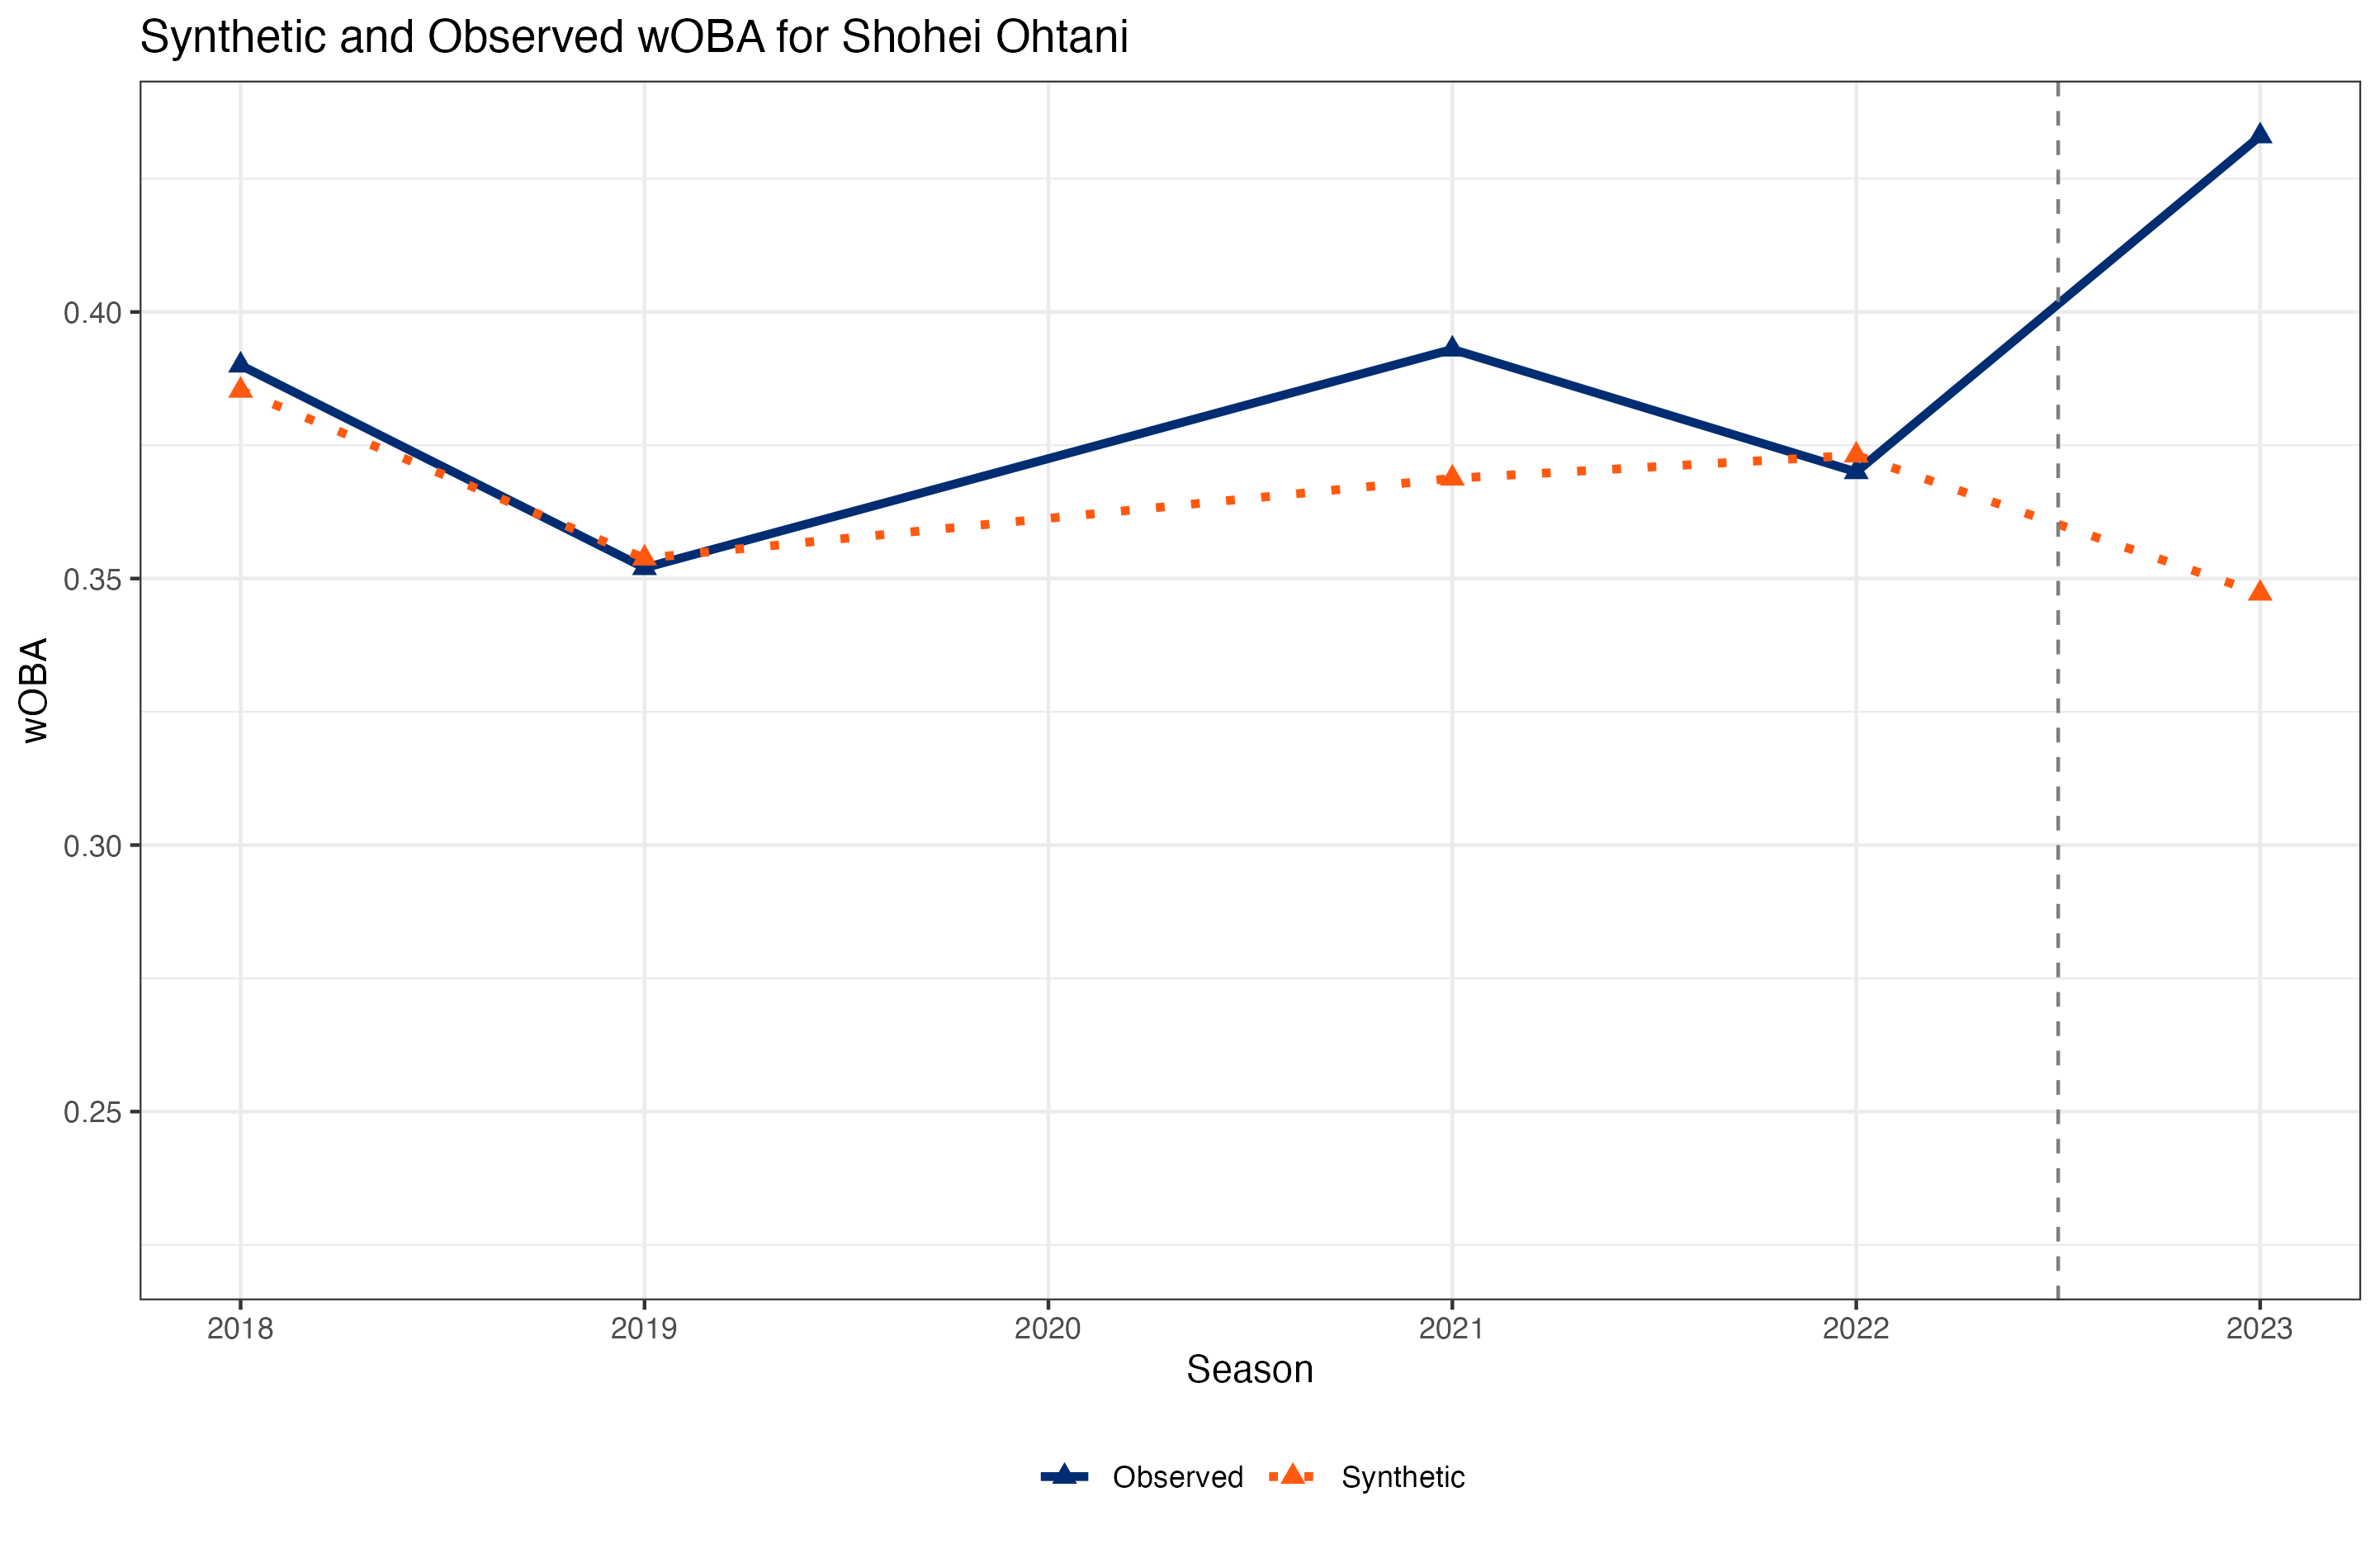 Synthetic and Observed wOBA for Shohei Ohtani
wOBA
0.40
0.35
0.30
0.25
2018 2019 2020 2021 2022 2023
Season
Observed Synthetic